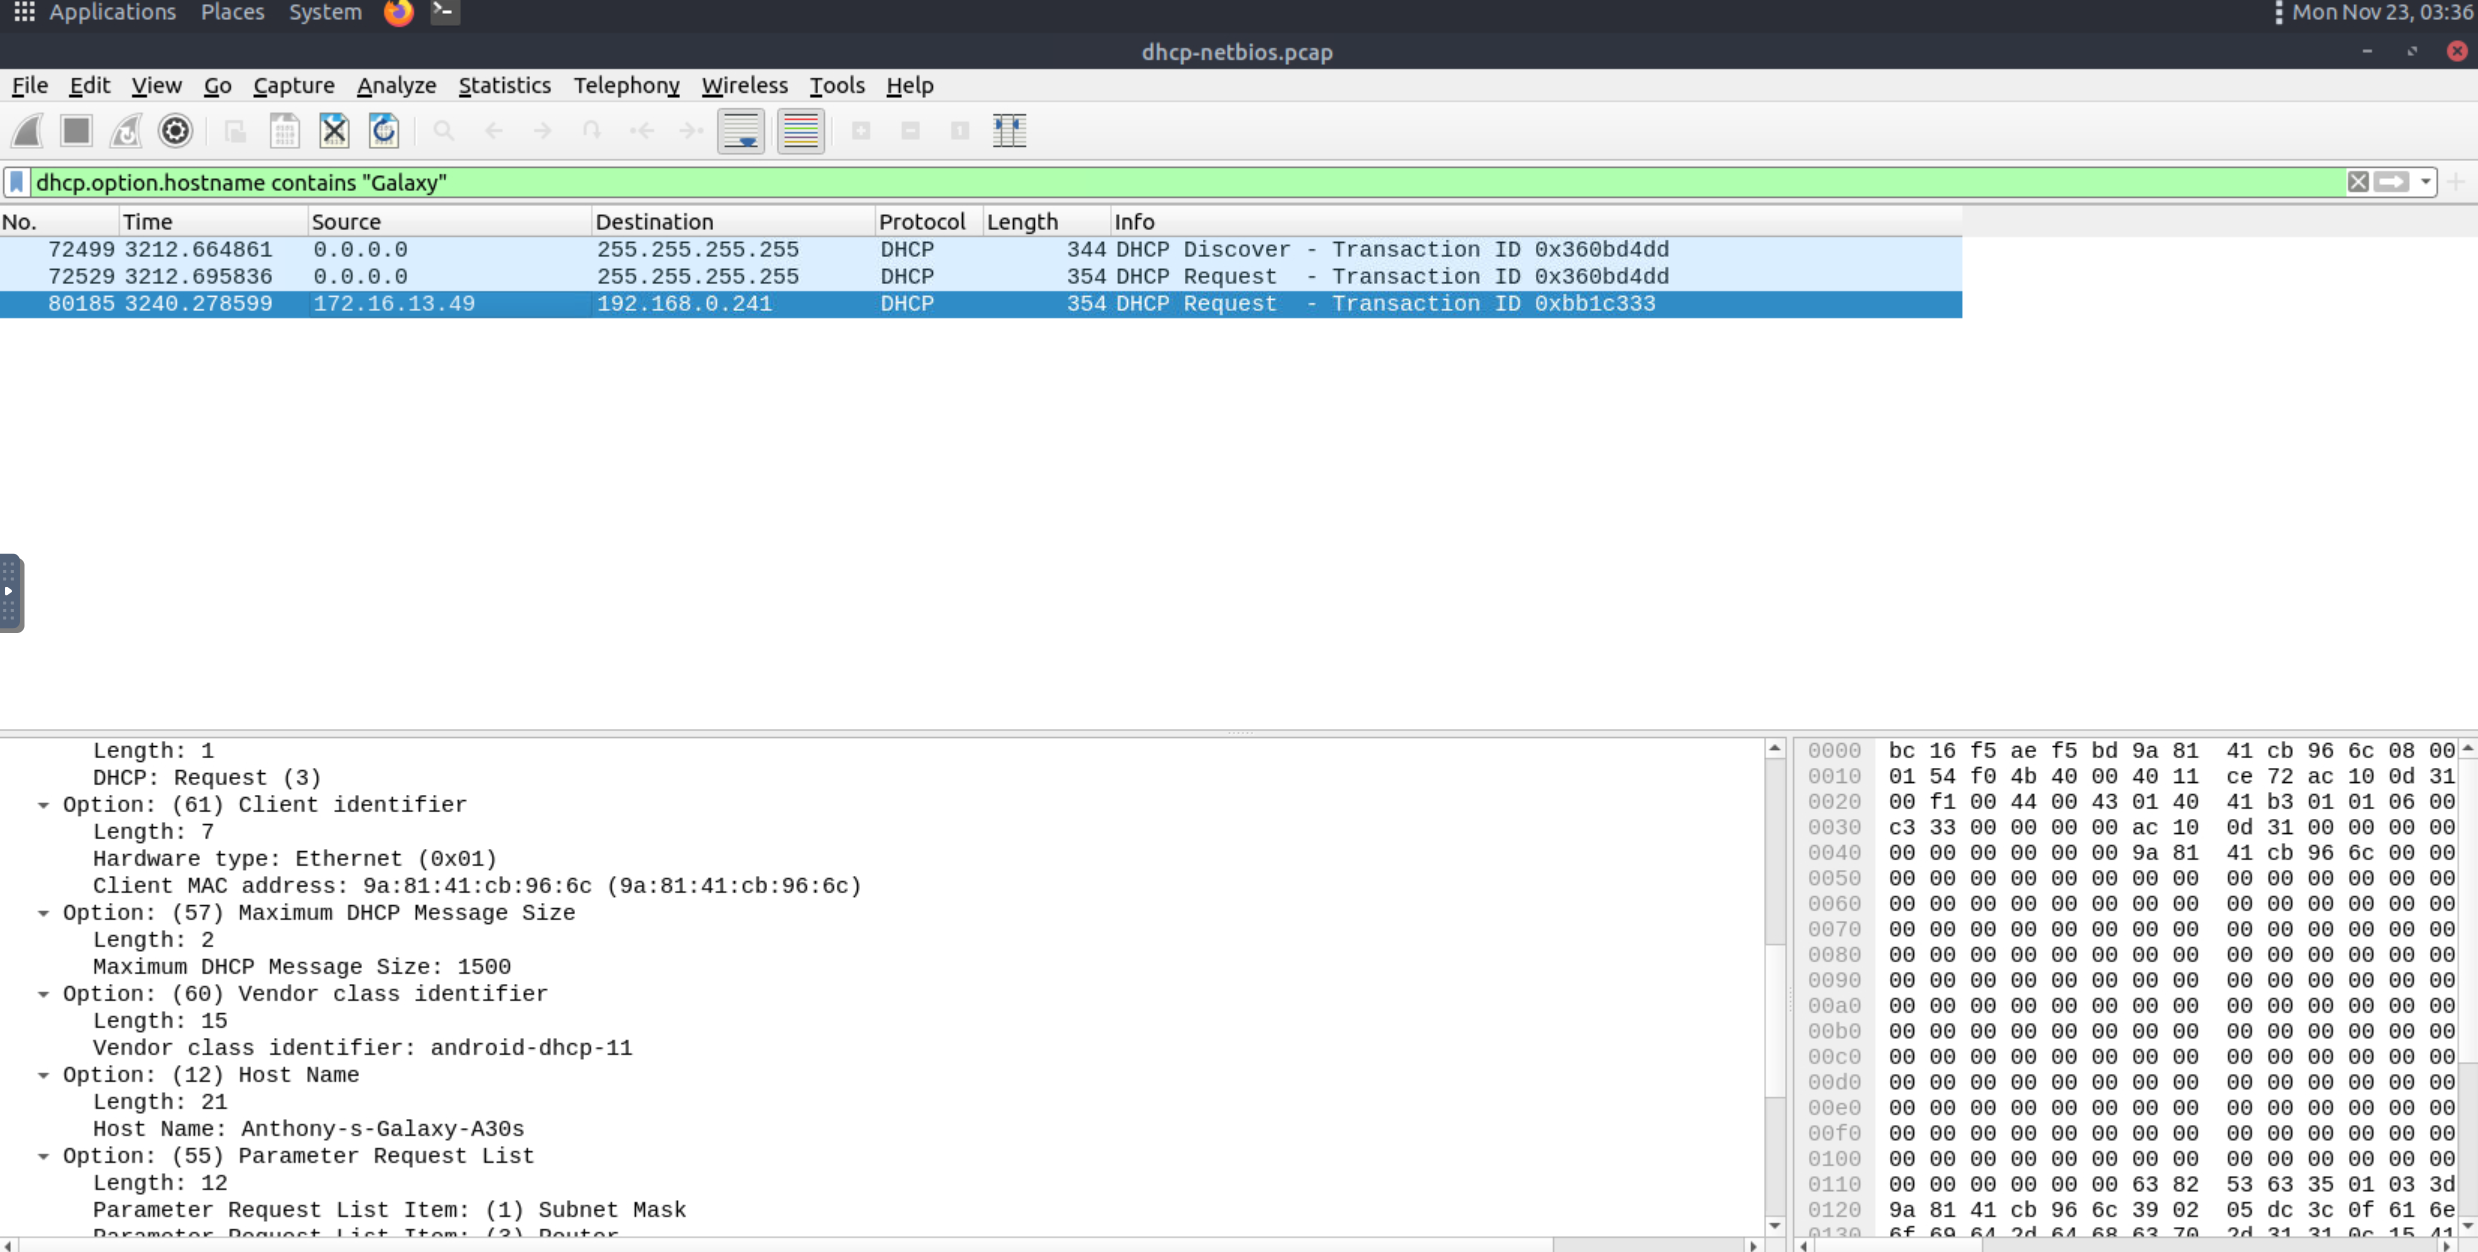 Applications Places System Mon Nov 23, 03:36
dhcp-netbios.pcap
File Edit View Go Capture Analyze Statistics Telephony Wireless Tools Help
dhcp.option.hostname contains "Galaxy"
No. Time Source Destination Protocol Length Info
72499 3212.664861 0.0.0.0 255.255.255.255 DHCP 344 DHCP Discover - Transaction ID 0x360bd4dd
72529 3212.695836 0.0.0.0 255.255.255.255 DHCP 354 DHCP Request - Transaction ID 0x360bd4dd
80185 3240.278599 172.16.13.49 192.168.0.241 DHCP 354 DHCP Request - Transaction ID 0xbb1c333
Length: 1
DHCP: Request (3)
Option: (61) Client identifier
Length: 7
Hardware type: Ethernet (0x01)
Client MAC address: 9a:81:41:cb:96:6c (9a:81:41:cb:96:6c)
Option: (57) Maximum DHCP Message Size
Length: 2
Maximum DHCP Message Size: 1500
Option: (60) Vendor class identifier
Length: 15
Vendor class identifier: android-dhcp-11
Option: (12) Host Name
Length: 21
Host Name: Anthony-s-Galaxy-A30s
Option: (55) Parameter Request List
Length: 12
Parameter Request List Item: (1) Subnet Mask
Parameter Request List Item: (3) Router
0000 bc 16 f5 ae f5 bd 9a 81 41 cb 96 6c 08 00
0010 01 54 f0 4b 40 00 40 11 ce 72 ac 10 0d 31
0020 00 f1 00 44 00 43 01 40 41 b3 01 01 06 00
0030 c3 33 00 00 00 00 ac 10 0d 31 00 00 00 00
0040 00 00 00 00 00 00 9a 81 41 cb 96 6c 00 00
0050 00 00 00 00 00 00 00 00 00 00 00 00 00 00
0060 00 00 00 00 00 00 00 00 00 00 00 00 00 00
0070 00 00 00 00 00 00 00 00 00 00 00 00 00 00
0080 00 00 00 00 00 00 00 00 00 00 00 00 00 00
0090 00 00 00 00 00 00 00 00 00 00 00 00 00 00
00a0 00 00 00 00 00 00 00 00 00 00 00 00 00 00
00b0 00 00 00 00 00 00 00 00 00 00 00 00 00 00
00c0 00 00 00 00 00 00 00 00 00 00 00 00 00 00
00d0 00 00 00 00 00 00 00 00 00 00 00 00 00 00
00e0 00 00 00 00 00 00 00 00 00 00 00 00 00 00
00f0 00 00 00 00 00 00 00 00 00 00 00 00 00 00
0100 00 00 00 00 00 00 00 00 00 00 00 00 00 00
0110 00 00 00 00 00 00 63 82 53 63 35 01 03 3d
0120 9a 81 41 cb 96 6c 39 02 05 dc 3c 0f 61 6e
0130 6f 69 64 2d 64 68 63 70 2d 31 31 0c 15 41